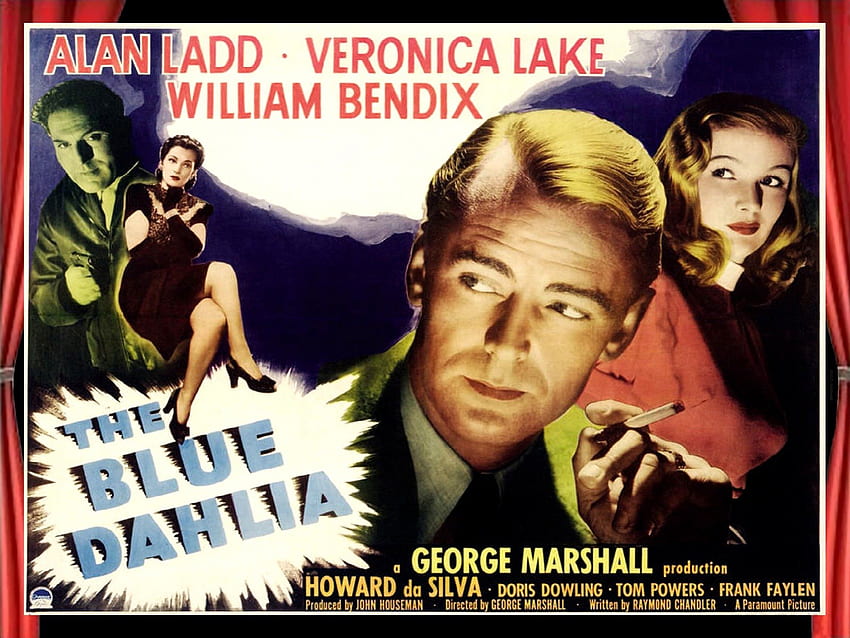 ALAN LADD · VERONICA LAKE
WILLIAM BENDIX
THE
BLUE
DAHLIA
a GEORGE MARSHALL production
HOWARD da SILVA · DORIS DOWLING · TOM POWERS · FRANK FAYLEN
Produced by JOHN HOUSEMAN · Directed by GEORGE MARSHALL · Written by RAYMOND CHANDLER · A Paramount Picture